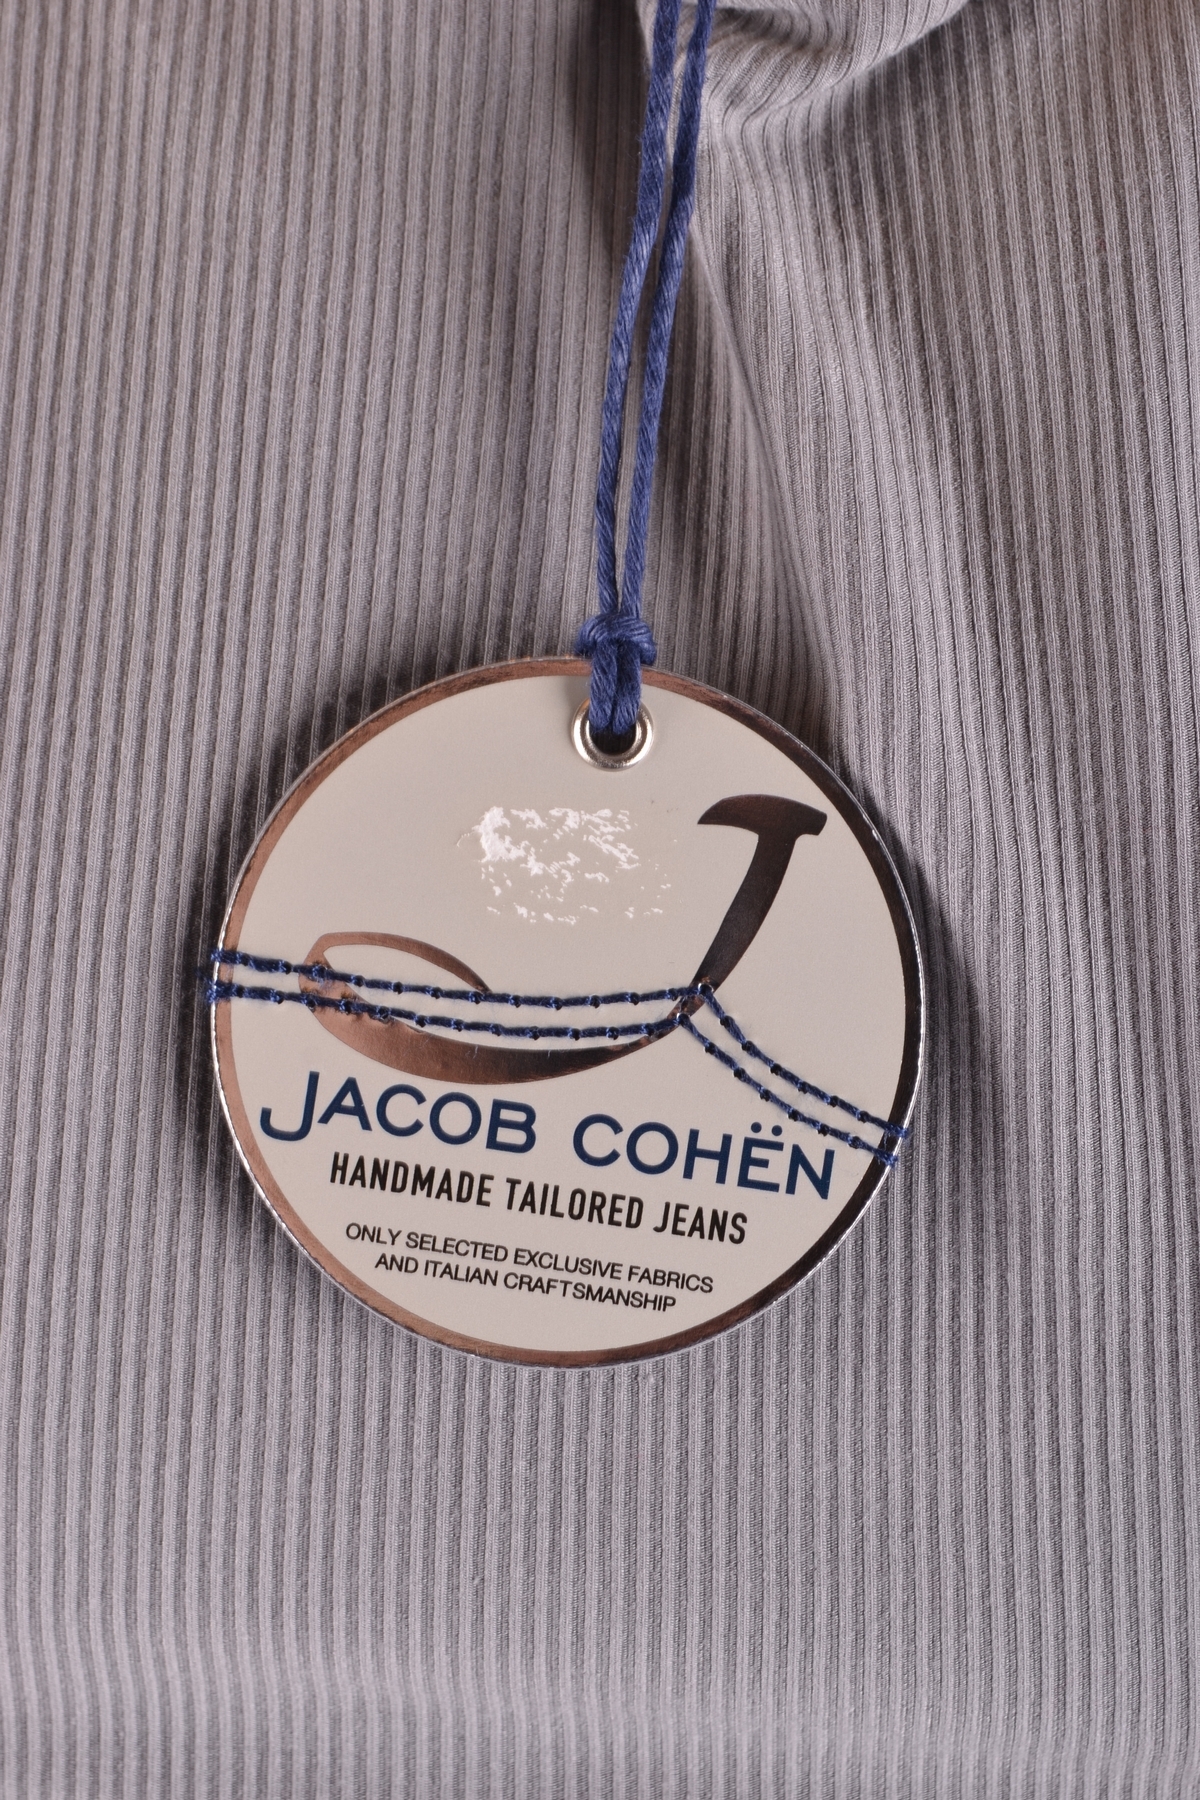 JACOB COHËN
HANDMADE TAILORED JEANS
ONLY SELECTED EXCLUSIVE FABRICS
AND ITALIAN CRAFTSMANSHIP